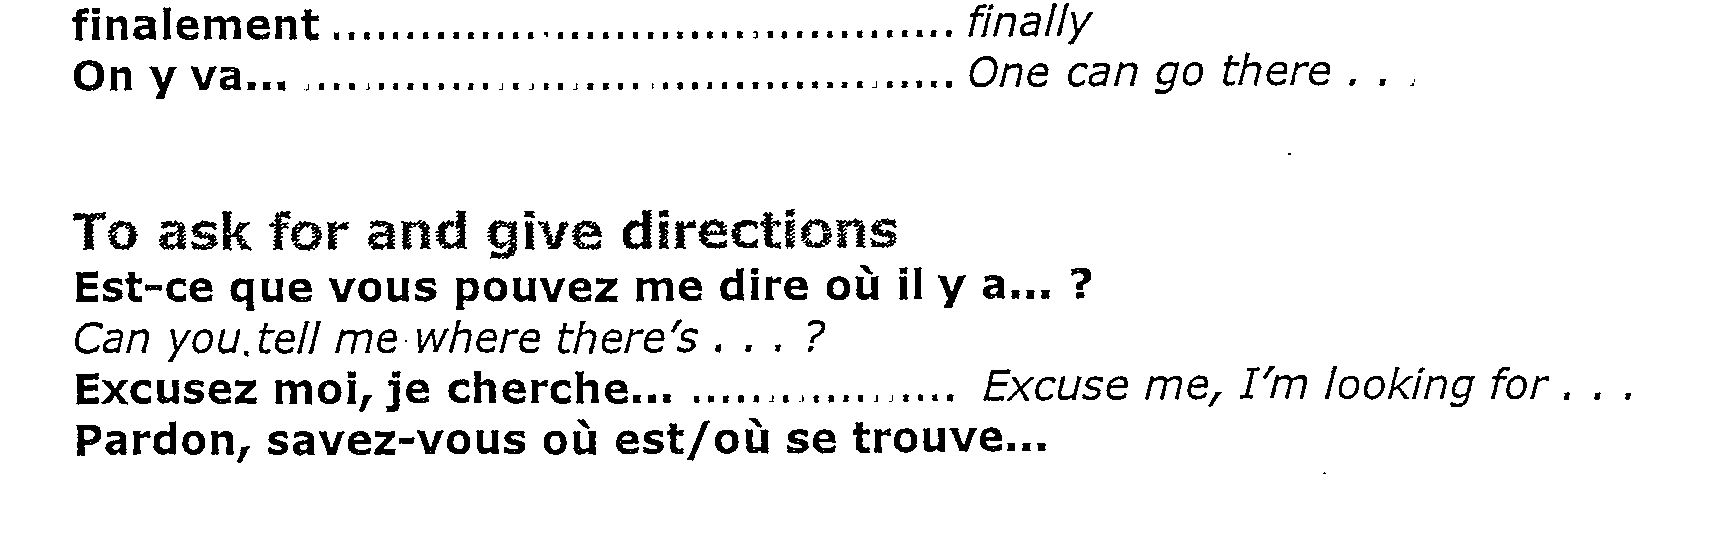 finalement ........................................... finally
On y va... ............................................. One can go there . . .
To ask for and give directions
Est-ce que vous pouvez me dire où il y a... ?
Can you tell me where there's . . . ?
Excusez moi, je cherche... .................. Excuse me, I'm looking for . . .
Pardon, savez-vous où est/où se trouve...